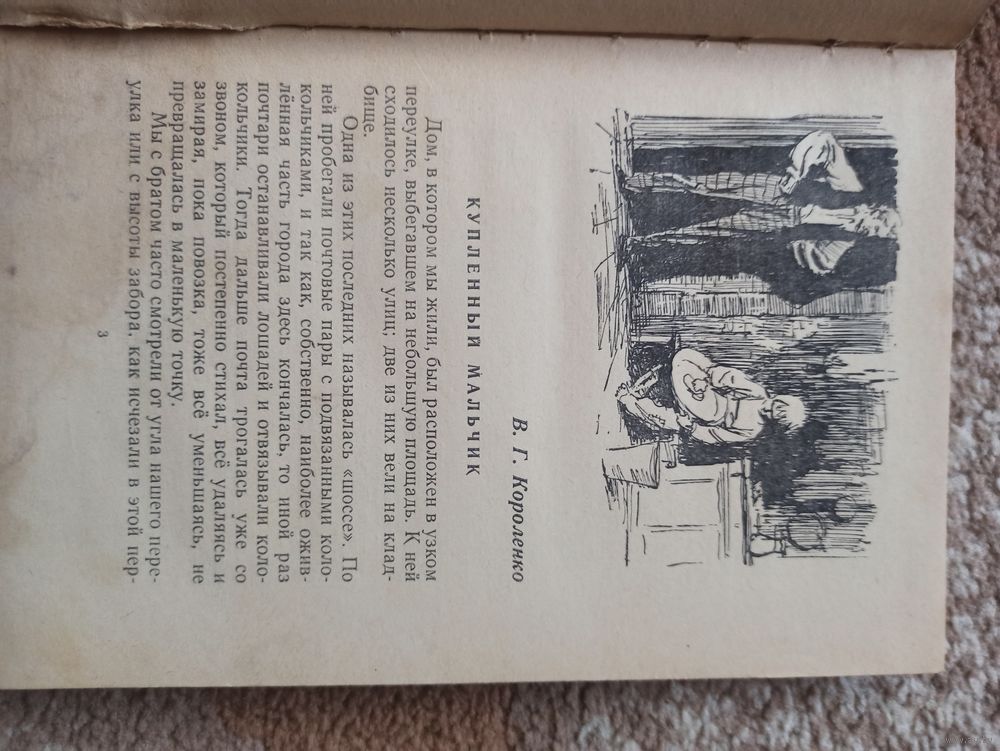 В. Г. Короленко
КУПЛЕННЫЙ МАЛЬЧИК
Дом, в котором мы жили, был расположен в узком
переулке, выбегавшем на небольшую площадь. К ней
сходилось несколько улиц; две из них вели на клад-
бище.
Одна из этих последних называлась «шоссе». По
ней пробегали почтовые пары с подвязанными коло-
кольчиками, и так как, собственно, наиболее ожив-
лённая часть города здесь кончалась, то иной раз
почтари останавливали лошадей и отвязывали коло-
кольчики. Тогда дальше почта трогалась уже со
звоном, который постепенно стихал, всё удаляясь и
замирая, пока повозка, тоже всё уменьшаясь, не
превращалась в маленькую точку.
Мы с братом часто смотрели от угла нашего пере-
улка или с высоты забора, как исчезали в этой пер-
3